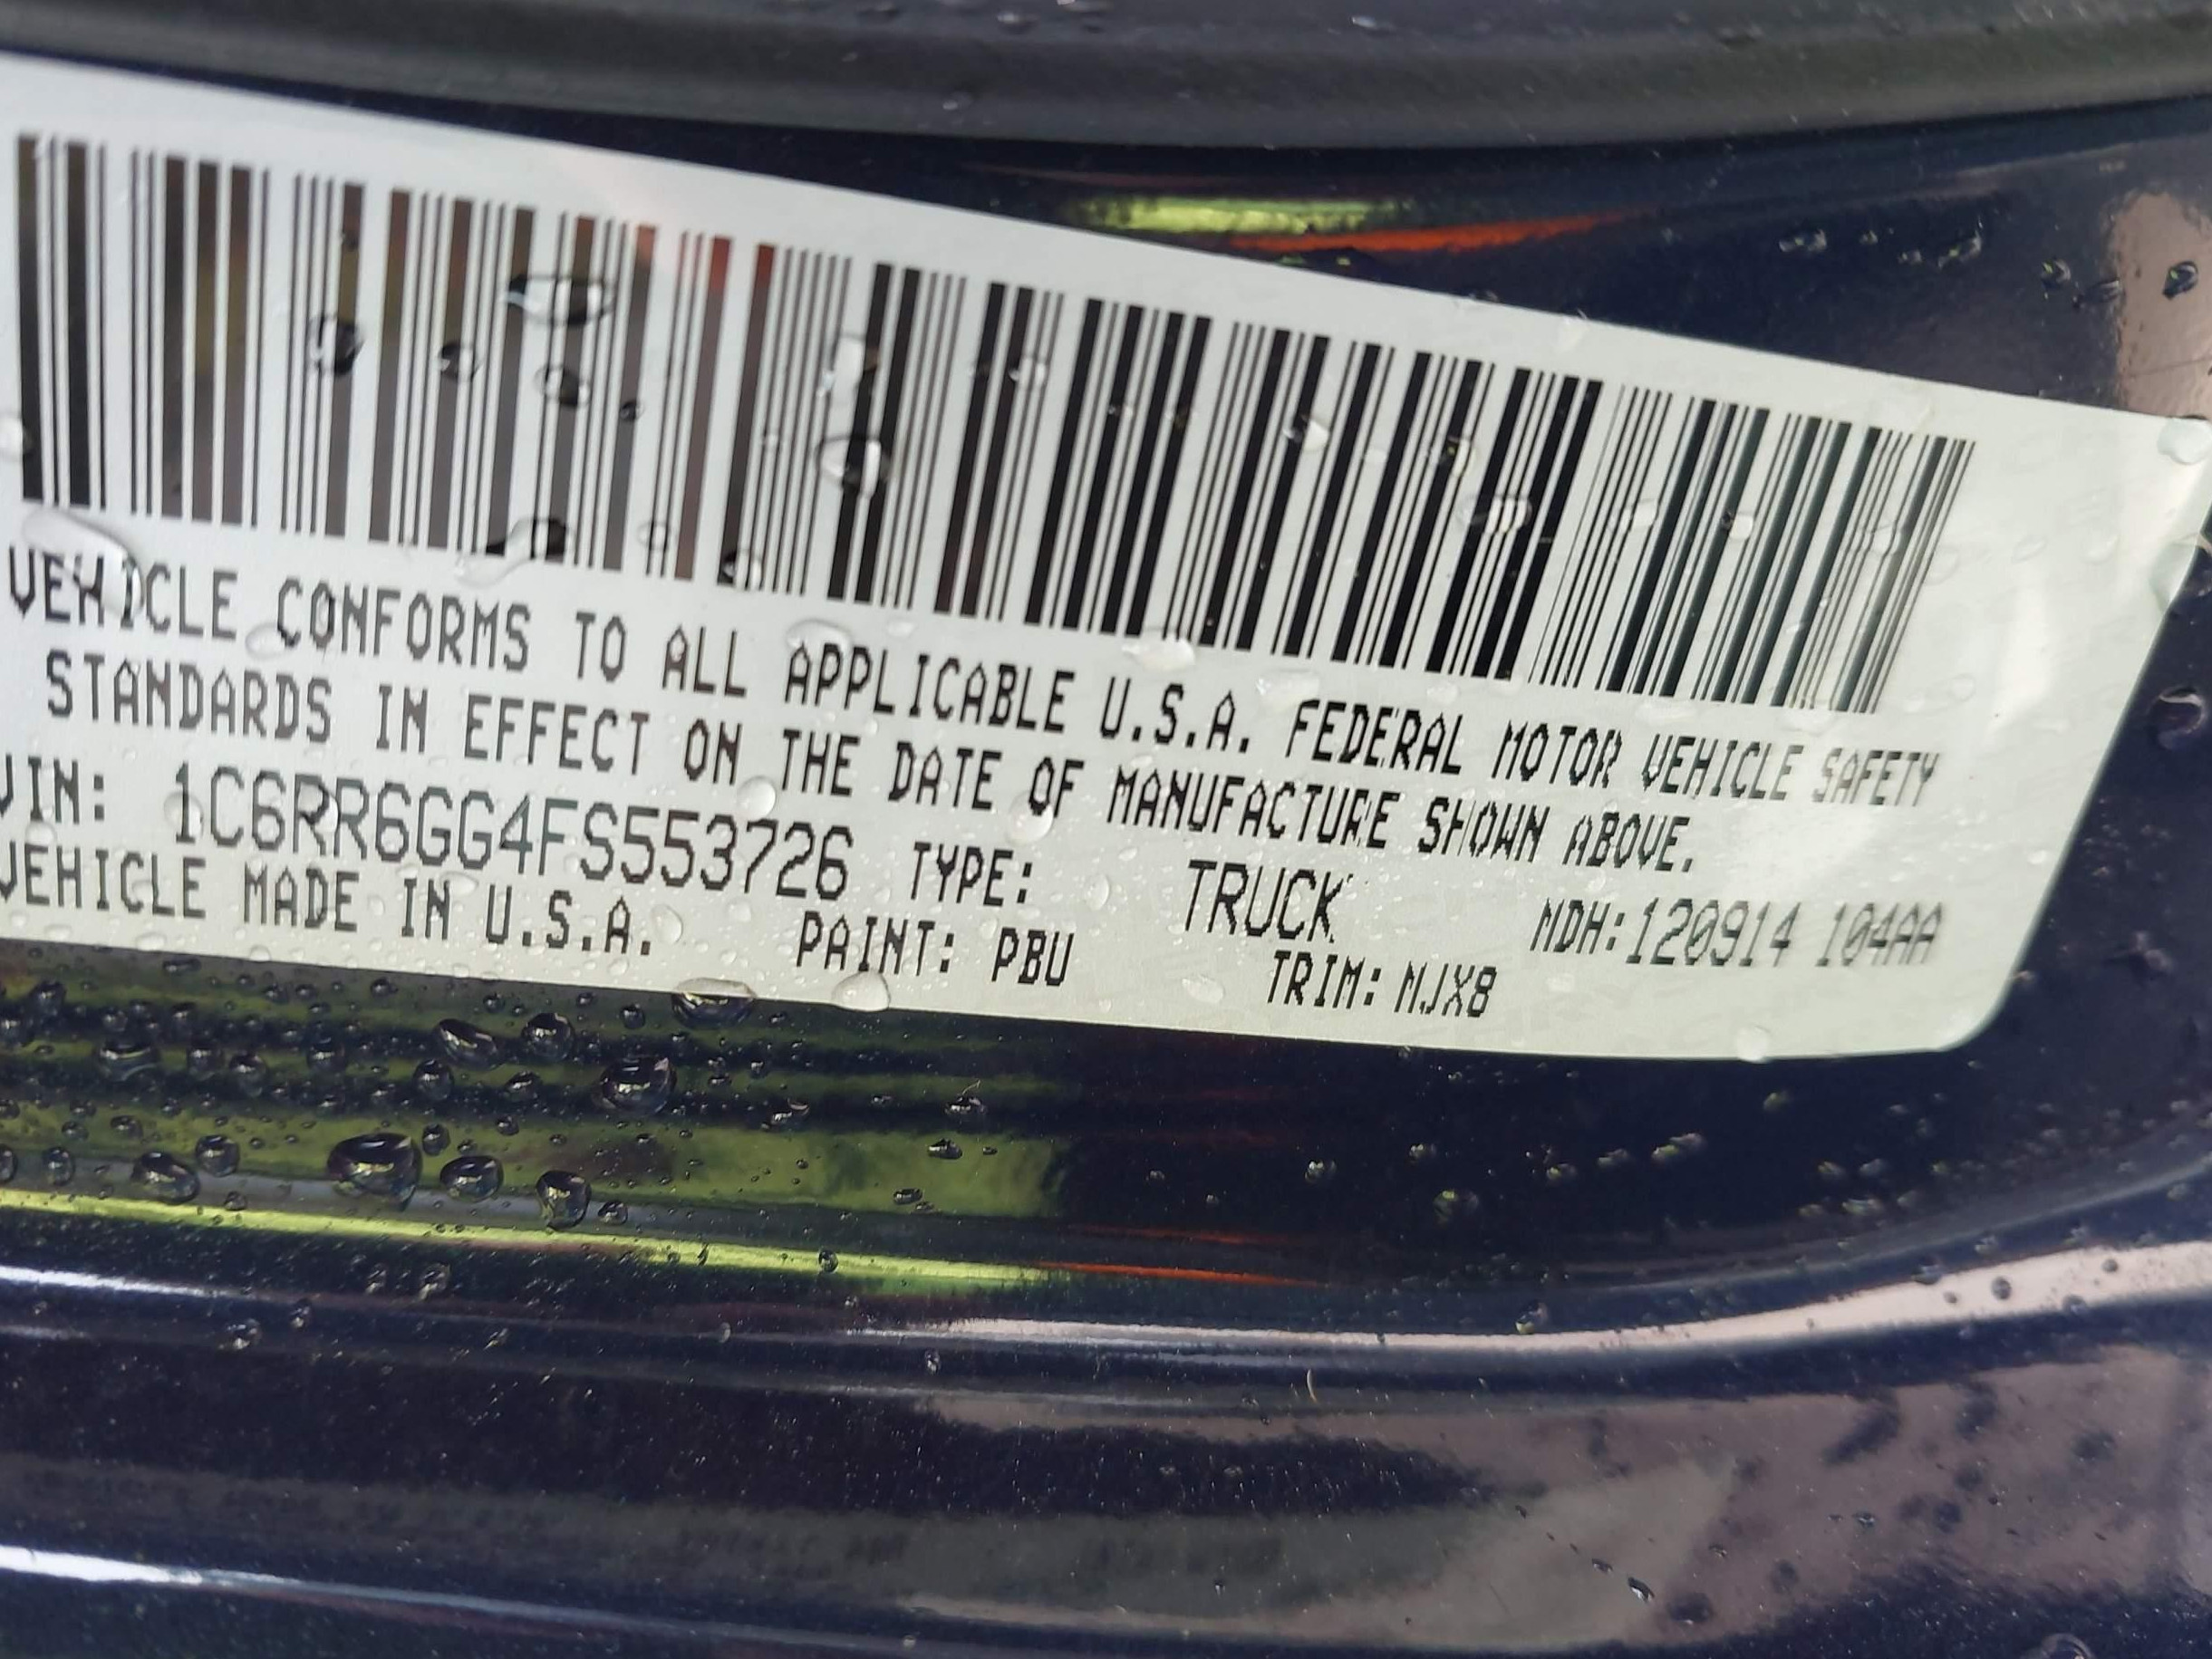 VEHICLE CONFORMS TO ALL APPLICABLE U.S.A. FEDERAL MOTOR VEHICLE SAFETY
STANDARDS IN EFFECT ON THE DATE OF MANUFACTURE SHOWN ABOVE.
VIN: 1C6RR6GG4FS553726 TYPE: TRUCK MDH:120914 104AA
VEHICLE MADE IN U.S.A. PAINT: PBU TRIM: MJX8